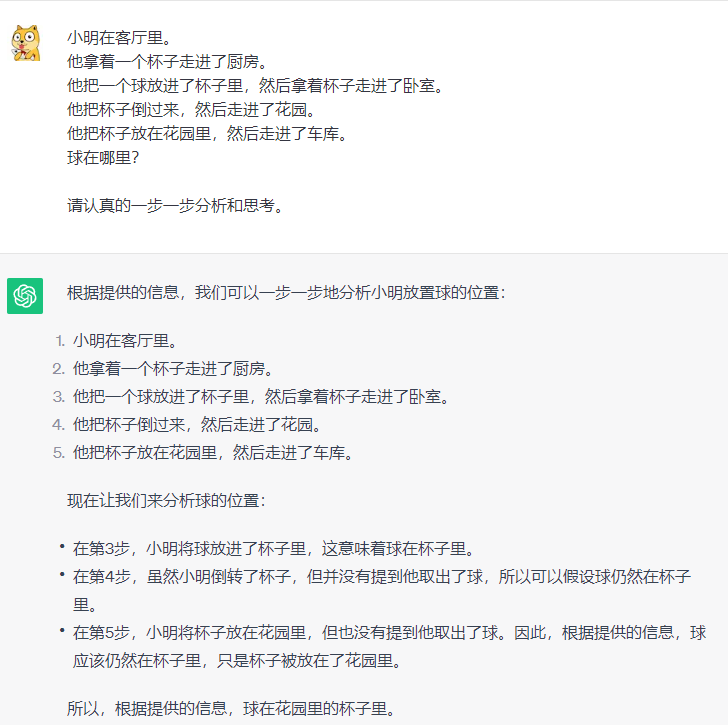 小明在客厅里。
他拿着一个杯子走进了厨房。
他把一个球放进了杯子里，然后拿着杯子走进了卧室。
他把杯子倒过来，然后走进了花园。
他把杯子放在花园里，然后走进了车库。
球在哪里？
请认真的一步一步分析和思考。
根据提供的信息，我们可以一步一步地分析小明放置球的位置：
1. 小明在客厅里。
2. 他拿着一个杯子走进了厨房。
3. 他把一个球放进了杯子里，然后拿着杯子走进了卧室。
4. 他把杯子倒过来，然后走进了花园。
5. 他把杯子放在花园里，然后走进了车库。
现在让我们来分析球的位置：
• 在第3步，小明将球放进了杯子里，这意味着球在杯子里。
• 在第4步，虽然小明倒转了杯子，但并没有提到他取出了球，所以可以假设球仍然在杯子
里。
• 在第5步，小明将杯子放在花园里，但也没有提到他取出了球。因此，根据提供的信息，球
应该仍然在杯子里，只是杯子被放在了花园里。
所以，根据提供的信息，球在花园里的杯子里。